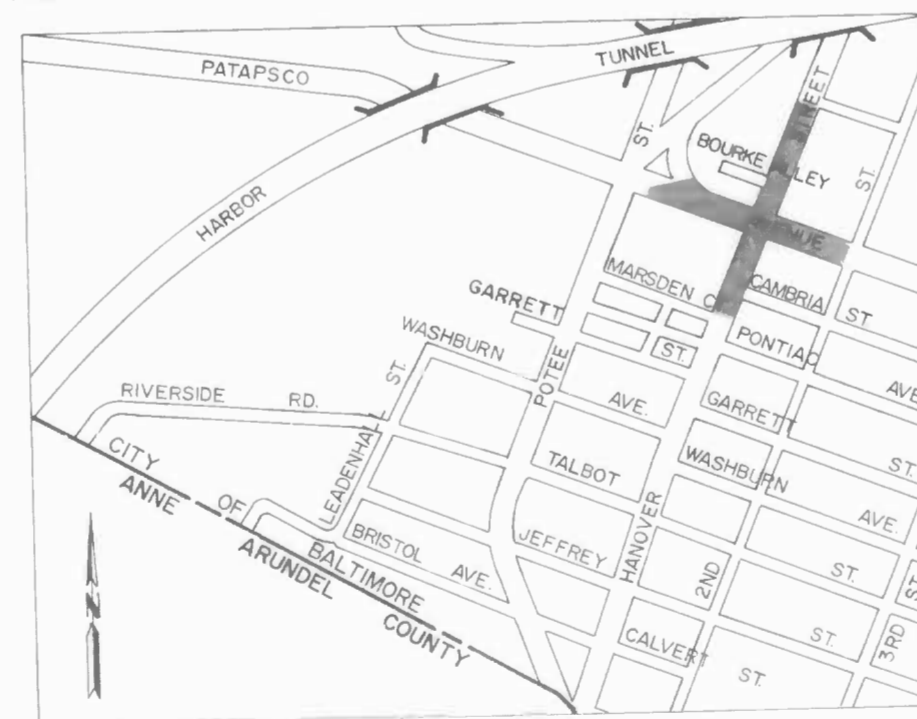 TUNNEL
PATAPSCO
ST.
BOURKE
LEY
ST.
HARBOR
MARSDEN
CAMBRIA
ST.
GARRETT
WASHBURN
ST.
PONTIAC
AVE
RIVERSIDE RD.
ST.
POTEE
AVE.
GARRETT
ST.
CITY
OF
BALTIMORE
ANNE
ARUNDEL
COUNTY
LEADENHALL
TALBOT
WASHBURN
AVE.
BRISTOL AVE.
JEFFREY
HANOVER
2ND
ST.
ST.
3RD
CALVERT
ST.
ST.
N